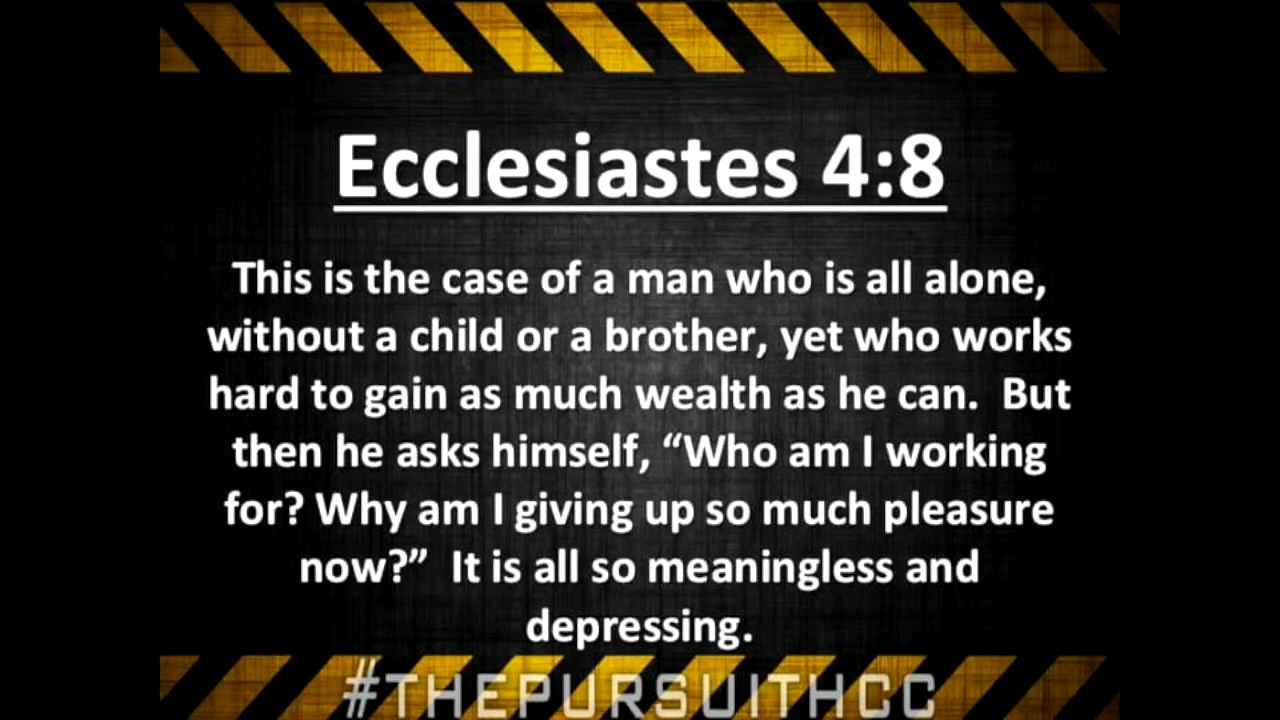 Ecclesiastes 4:8
This is the case of a man who is all alone,
without a child or a brother, yet who works
hard to gain as much wealth as he can.  But
then he asks himself, “Who am I working
for? Why am I giving up so much pleasure
now?”  It is all so meaningless and
depressing.
#THEPURSUITHCC